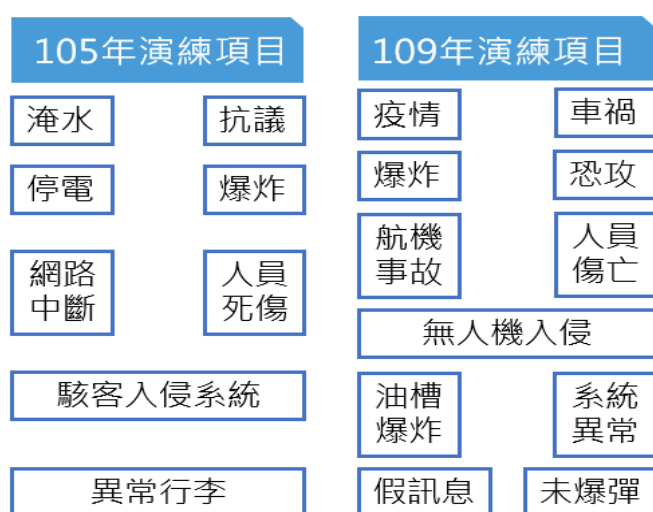 105年演練項目
淹水
抗議
停電
爆炸
網路
中斷
人員
死傷
駭客入侵系統
異常行李
109年演練項目
疫情
車禍
爆炸
恐攻
航機
事故
人員
傷亡
無人機入侵
油槽
爆炸
系統
異常
假訊息
未爆彈